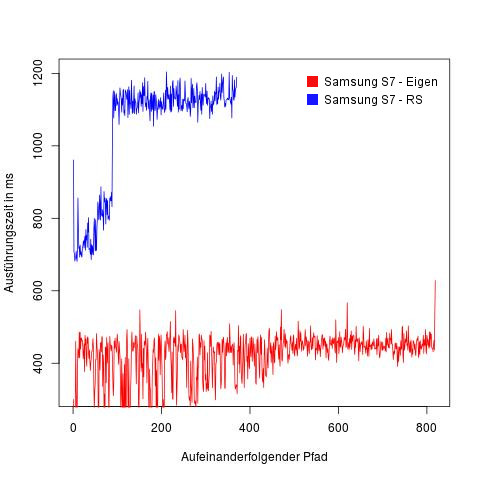 Samsung S7 - Eigen
Samsung S7 - RS
Ausführungszeit in ms
1200
1000
800
600
400
0
200
400
600
800
Aufeinanderfolgender Pfad